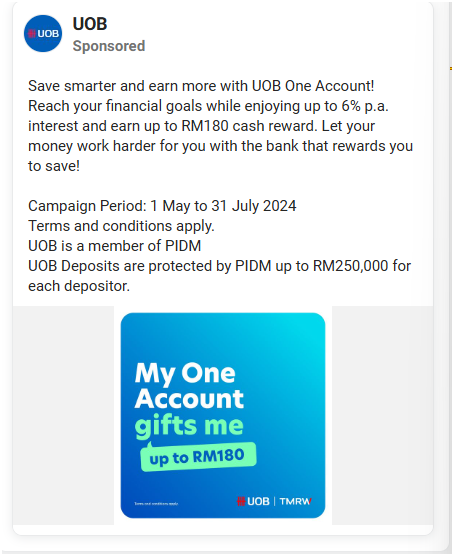 UOB
UOB
Sponsored
Save smarter and earn more with UOB One Account!
Reach your financial goals while enjoying up to 6% p.a.
interest and earn up to RM180 cash reward. Let your
money work harder for you with the bank that rewards you
to save!
Campaign Period: 1 May to 31 July 2024
Terms and conditions apply.
UOB is a member of PIDM
UOB Deposits are protected by PIDM up to RM250,000 for
each depositor.
My One
Account
gifts me
up to RM180
Terms and conditions apply
UOB | TMRW